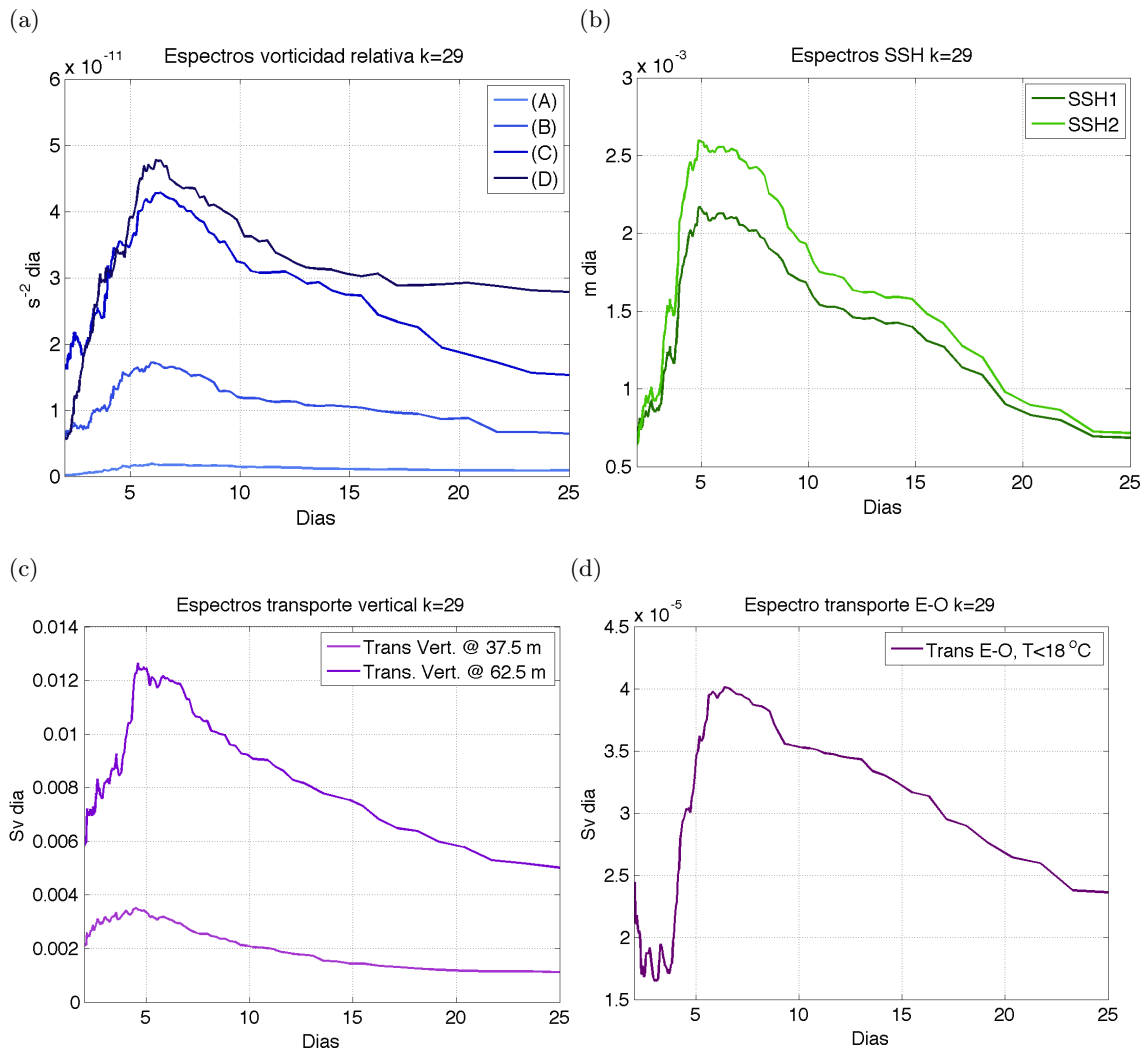 (a)
Espectros vorticidad relativa k=29
x 10^-11
6
5
4
3
2
1
0
s^-2 dia
5 10 15 20 25
Dias
(A)
(B)
(C)
(D)
(b)
Espectros SSH k=29
x 10^-3
3
2.5
2
1.5
1
0.5
m dia
5 10 15 20 25
Dias
SSH1
SSH2
(c)
Espectros transporte vertical k=29
0.014
0.012
0.01
0.008
0.006
0.004
0.002
0
Sv dia
5 10 15 20 25
Dias
Trans Vert. @ 37.5 m
Trans. Vert. @ 62.5 m
(d)
Espectro transporte E-O k=29
x 10^-5
4.5
4
3.5
3
2.5
2
1.5
Sv dia
5 10 15 20 25
Dias
Trans E-O, T<18 °C